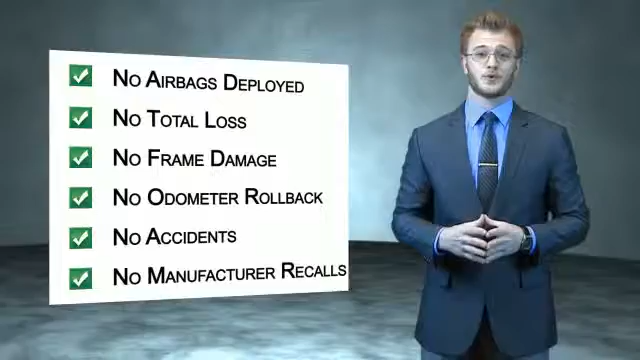 No Airbags Deployed
No Total Loss
No Frame Damage
No Odometer Rollback
No Accidents
No Manufacturer Recalls